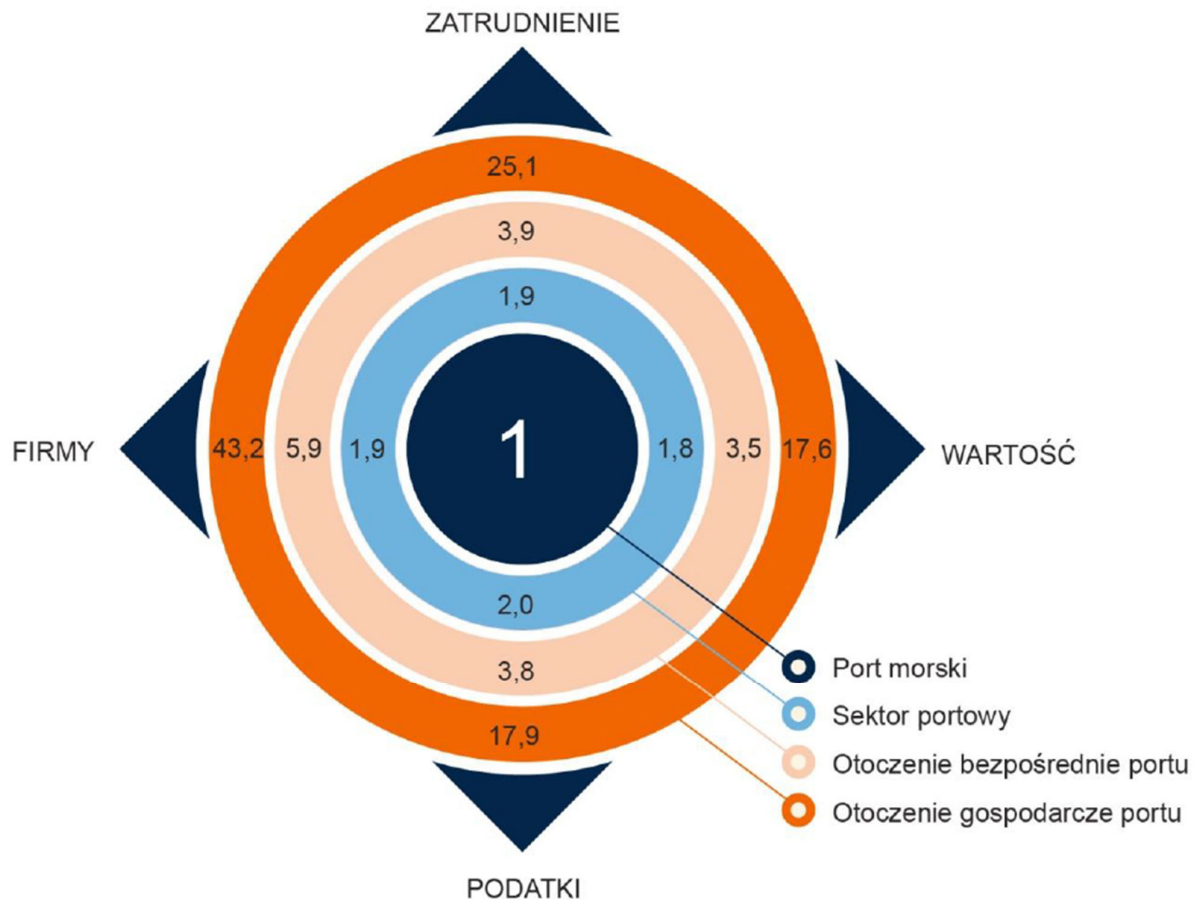 ZATRUDNIENIE
25,1
3,9
1,9
FIRMY 43,2 5,9 1,9 1 1,8 3,5 17,6 WARTOŚĆ
2,0
3,8
17,9
Port morski
Sektor portowy
Otoczenie bezpośrednie portu
Otoczenie gospodarcze portu
PODATKI